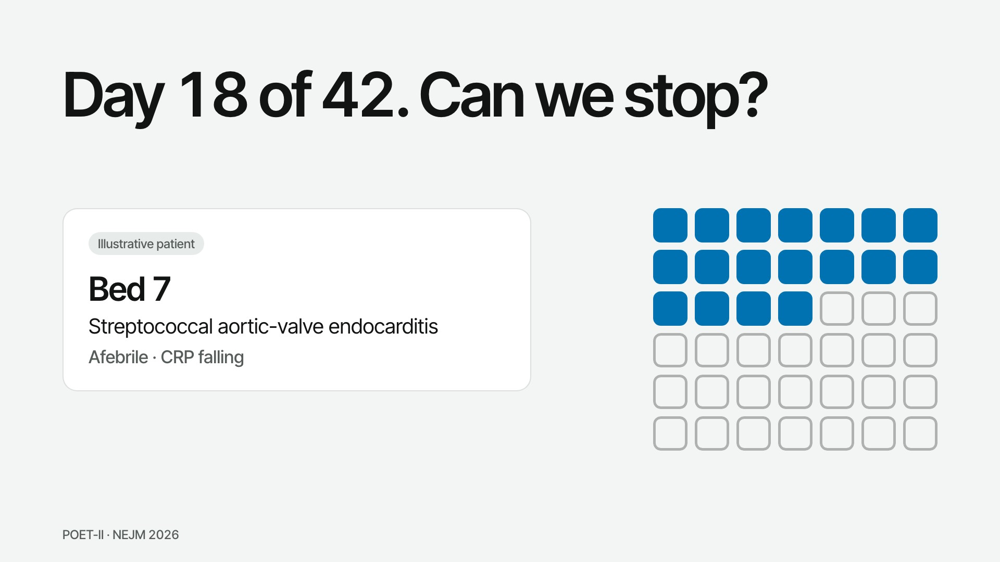 Day 18 of 42. Can we stop?
Illustrative patient
Bed 7
Streptococcal aortic-valve endocarditis
Afebrile · CRP falling
POET-II · NEJM 2026